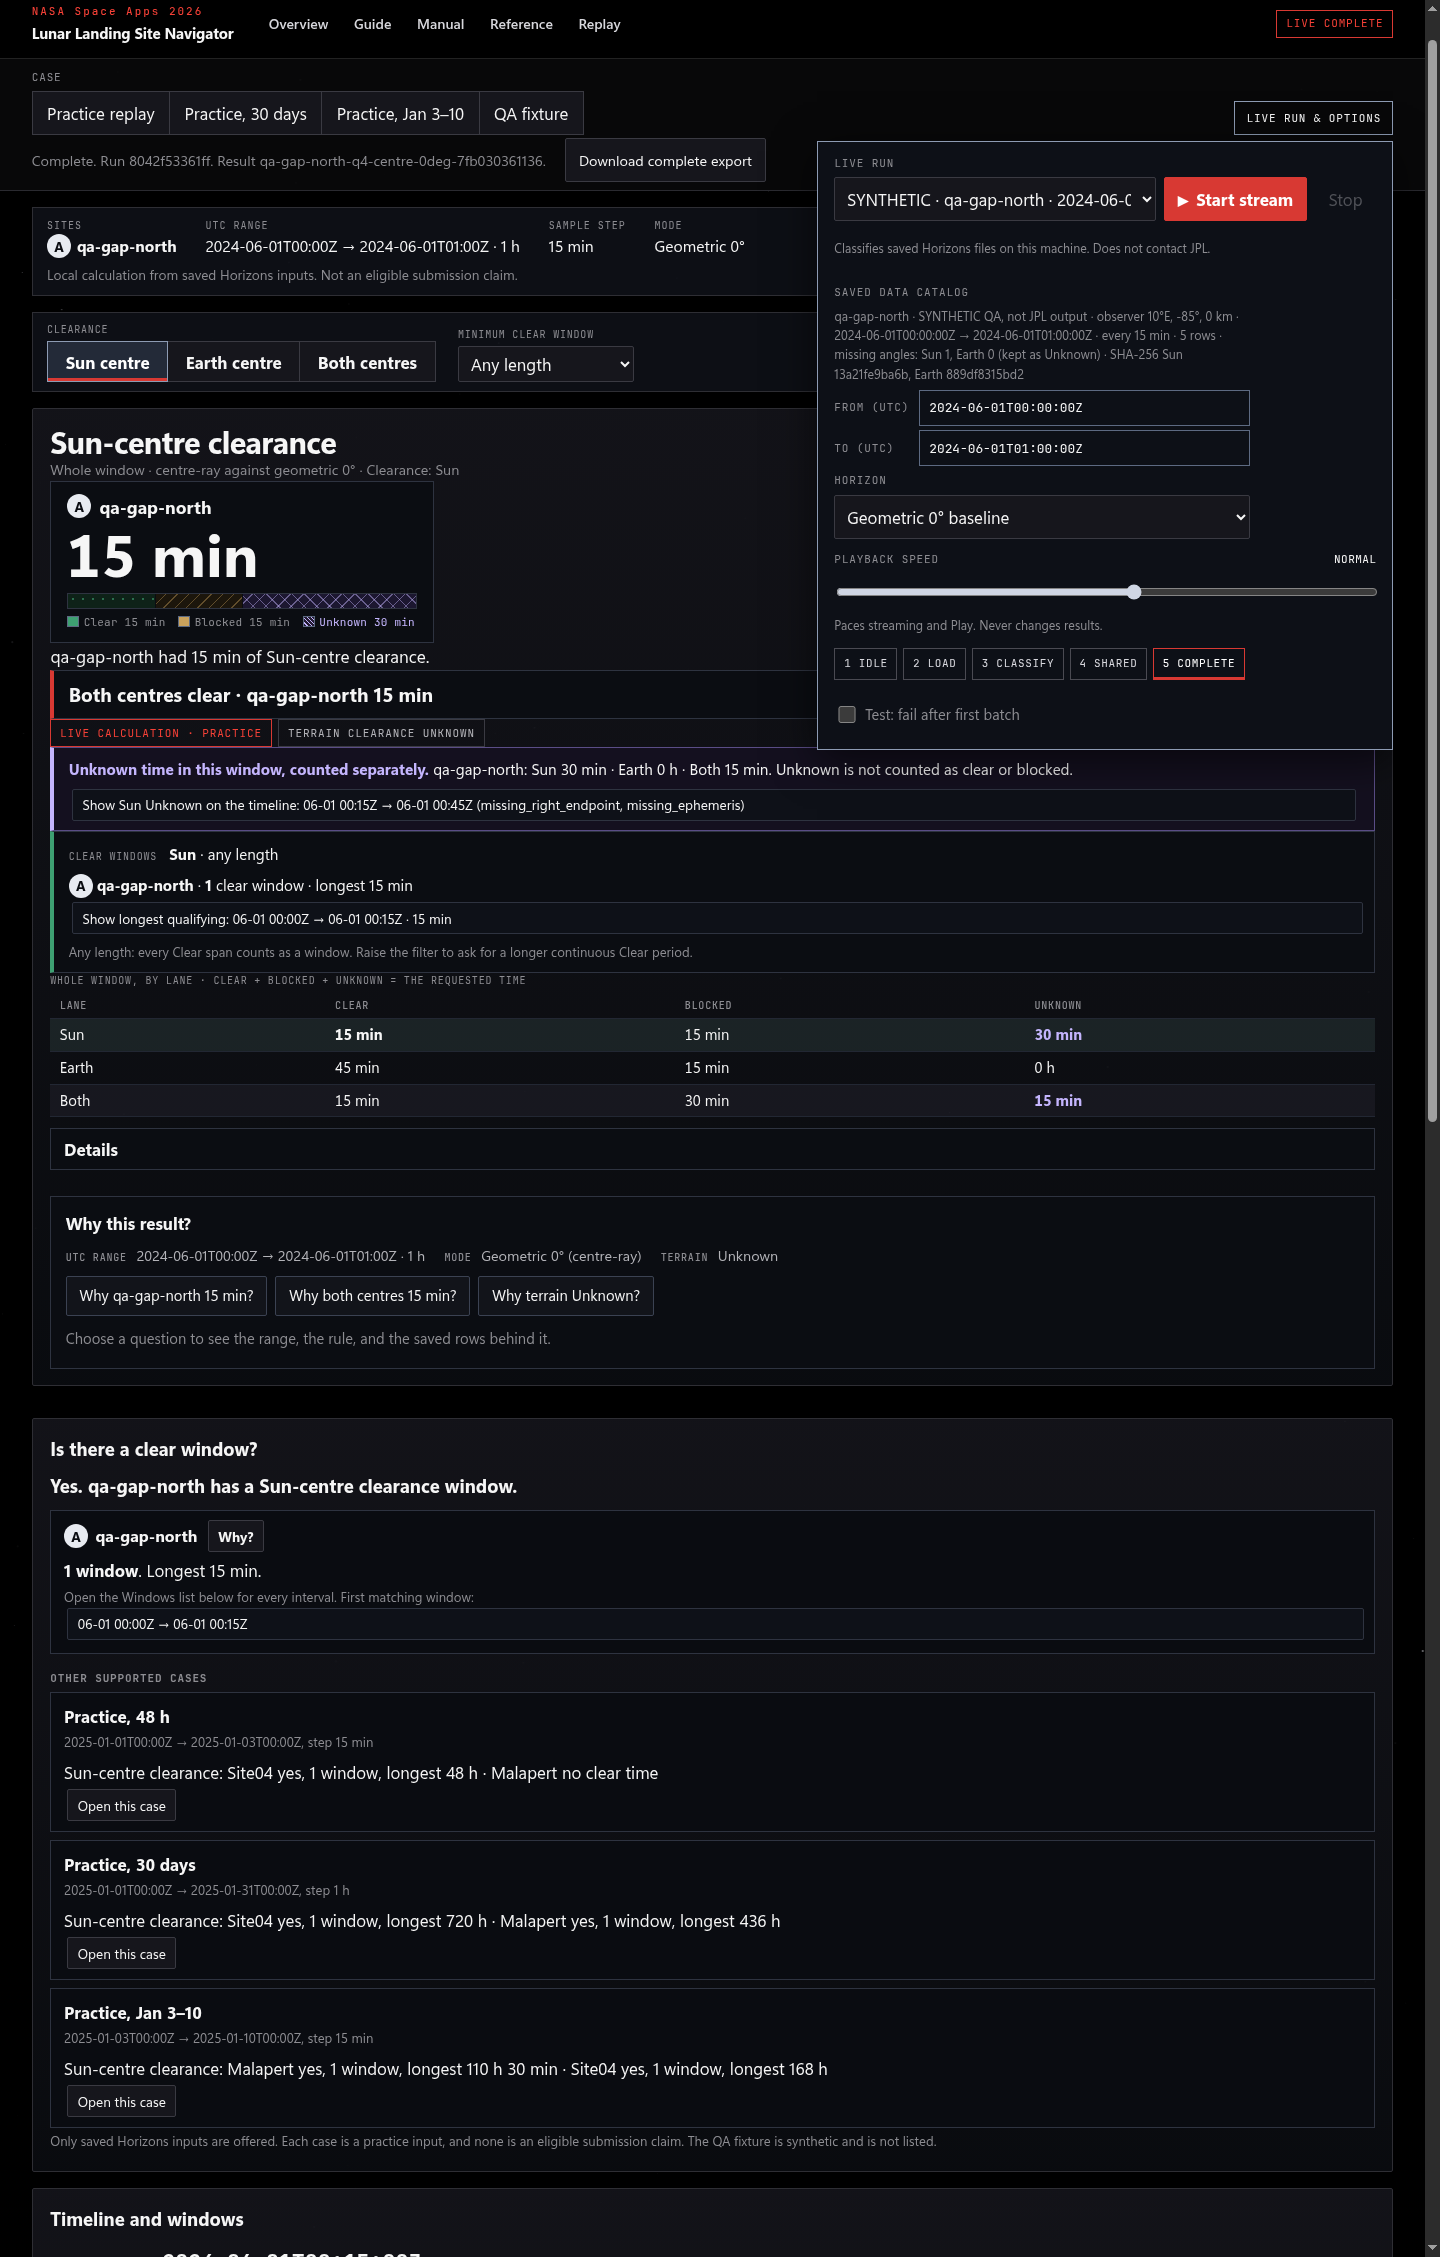 NASA Space Apps 2026
Lunar Landing Site Navigator
Overview Guide Manual Reference Replay
LIVE COMPLETE
CASE
Practice replay Practice, 30 days Practice, Jan 3–10 QA fixture
LIVE RUN & OPTIONS
Complete. Run 8042f53361ff. Result qa-gap-north-q4-centre-0deg-7fb030361136. Download complete export
LIVE RUN
SYNTHETIC · qa-gap-north · 2024-06-0 ▶ Start stream Stop
Classifies saved Horizons files on this machine. Does not contact JPL.
SAVED DATA CATALOG
qa-gap-north · SYNTHETIC QA, not JPL output · observer 10°E, -85°, 0 km ·
2024-06-01T00:00:00Z → 2024-06-01T01:00:00Z · every 15 min · 5 rows ·
missing angles: Sun 1, Earth 0 (kept as Unknown) · SHA-256 Sun
13a21fe9ba6b, Earth 889df8315bd2
FROM (UTC) 2024-06-01T00:00:00Z
TO (UTC) 2024-06-01T01:00:00Z
HORIZON
Geometric 0° baseline
PLAYBACK SPEED NORMAL
Paces streaming and Play. Never changes results.
1 IDLE 2 LOAD 3 CLASSIFY 4 SHARED 5 COMPLETE
Test: fail after first batch
SITES UTC RANGE SAMPLE STEP MODE
A qa-gap-north 2024-06-01T00:00Z → 2024-06-01T01:00Z · 1 h 15 min Geometric 0°
Local calculation from saved Horizons inputs. Not an eligible submission claim.
CLEARANCE MINIMUM CLEAR WINDOW
Sun centre Earth centre Both centres Any length
Sun-centre clearance
Whole window · centre-ray against geometric 0° · Clearance: Sun
A qa-gap-north
15 min
Clear 15 min Blocked 15 min Unknown 30 min
qa-gap-north had 15 min of Sun-centre clearance.
Both centres clear · qa-gap-north 15 min
LIVE CALCULATION · PRACTICE TERRAIN CLEARANCE UNKNOWN
Unknown time in this window, counted separately. qa-gap-north: Sun 30 min · Earth 0 h · Both 15 min. Unknown is not counted as clear or blocked.
Show Sun Unknown on the timeline: 06-01 00:15Z → 06-01 00:45Z (missing_right_endpoint, missing_ephemeris)
CLEAR WINDOWS Sun · any length
A qa-gap-north · 1 clear window · longest 15 min
Show longest qualifying: 06-01 00:00Z → 06-01 00:15Z · 15 min
Any length: every Clear span counts as a window. Raise the filter to ask for a longer continuous Clear period.
WHOLE WINDOW, BY LANE · CLEAR + BLOCKED + UNKNOWN = THE REQUESTED TIME
LANE CLEAR BLOCKED UNKNOWN
Sun 15 min 15 min 30 min
Earth 45 min 15 min 0 h
Both 15 min 30 min 15 min
Details
Why this result?
UTC RANGE 2024-06-01T00:00Z → 2024-06-01T01:00Z · 1 h MODE Geometric 0° (centre-ray) TERRAIN Unknown
Why qa-gap-north 15 min? Why both centres 15 min? Why terrain Unknown?
Choose a question to see the range, the rule, and the saved rows behind it.
Is there a clear window?
Yes. qa-gap-north has a Sun-centre clearance window.
A qa-gap-north Why?
1 window. Longest 15 min.
Open the Windows list below for every interval. First matching window:
06-01 00:00Z → 06-01 00:15Z
OTHER SUPPORTED CASES
Practice, 48 h
2025-01-01T00:00Z → 2025-01-03T00:00Z, step 15 min
Sun-centre clearance: Site04 yes, 1 window, longest 48 h · Malapert no clear time
Open this case
Practice, 30 days
2025-01-01T00:00Z → 2025-01-31T00:00Z, step 1 h
Sun-centre clearance: Site04 yes, 1 window, longest 720 h · Malapert yes, 1 window, longest 436 h
Open this case
Practice, Jan 3–10
2025-01-03T00:00Z → 2025-01-10T00:00Z, step 15 min
Sun-centre clearance: Malapert yes, 1 window, longest 110 h 30 min · Site04 yes, 1 window, longest 168 h
Open this case
Only saved Horizons inputs are offered. Each case is a practice input, and none is an eligible submission claim. The QA fixture is synthetic and is not listed.
Timeline and windows